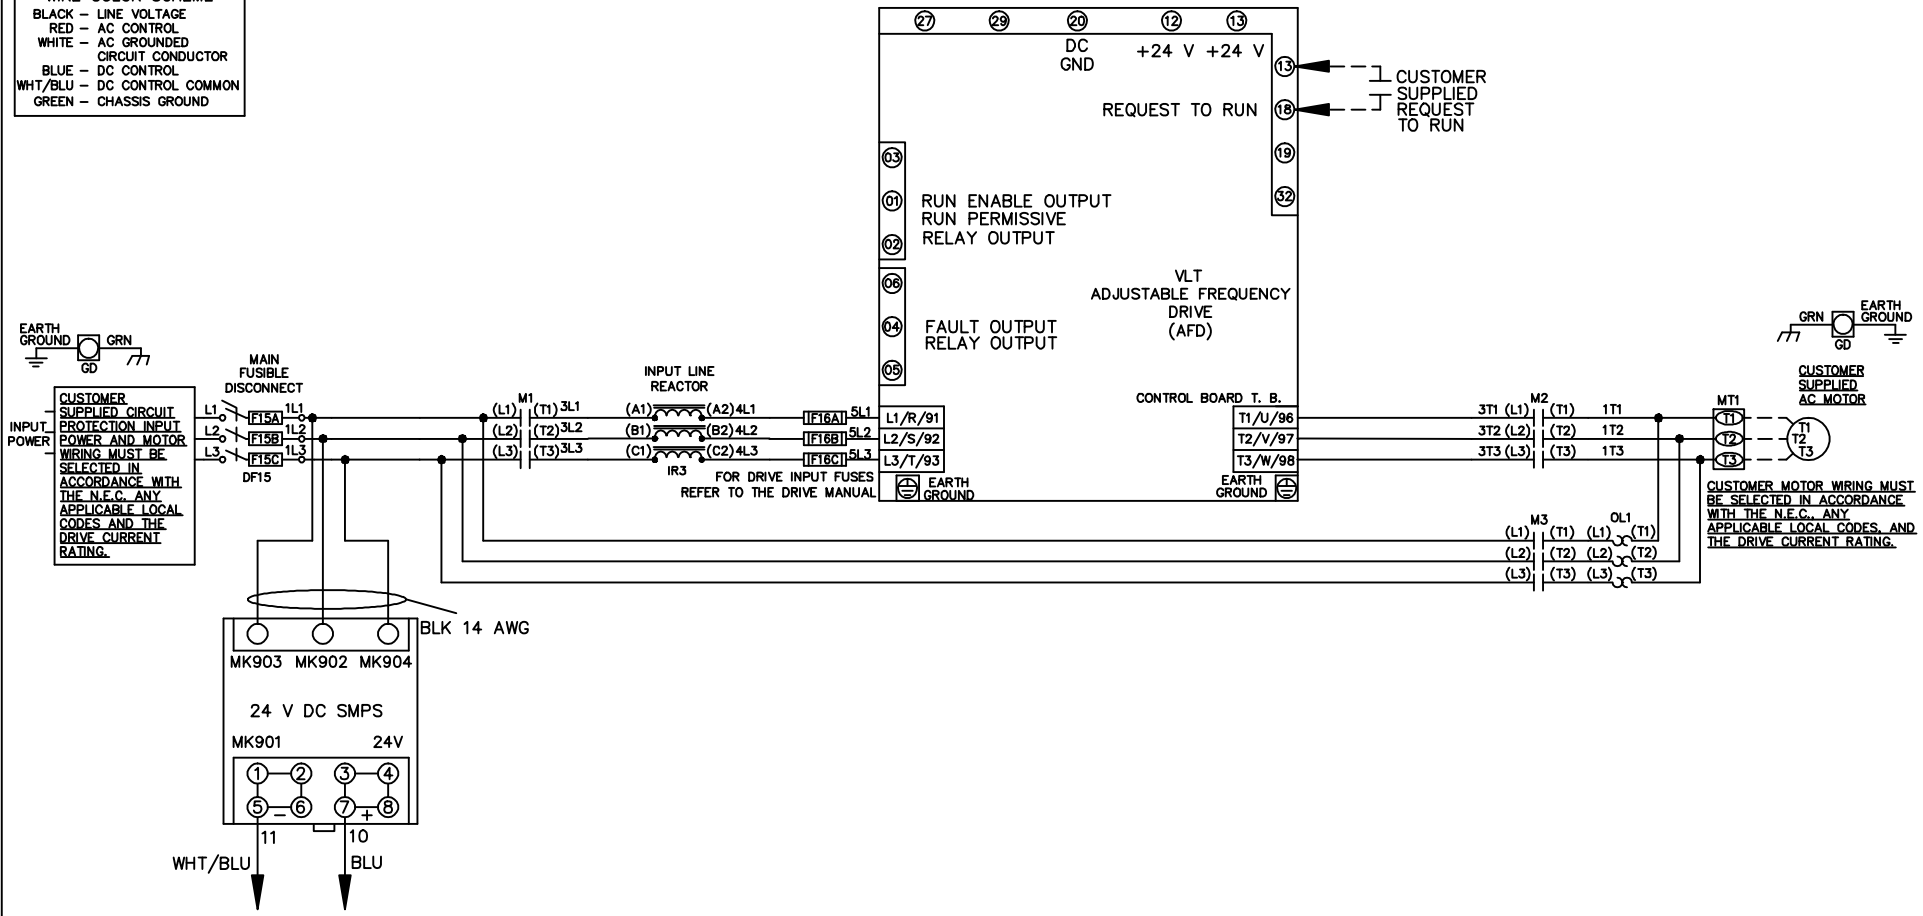 WIRE COLOR SCHEME
BLACK – LINE VOLTAGE
RED – AC CONTROL
WHITE – AC GROUNDED
CIRCUIT CONDUCTOR
BLUE – DC CONTROL
WHT/BLU – DC CONTROL COMMON
GREEN – CHASSIS GROUND
27 29 20 12 13
DC
GND
+24 V +24 V
13
REQUEST TO RUN 18
19
32
CUSTOMER
SUPPLIED
REQUEST
TO RUN
03
01
02
RUN ENABLE OUTPUT
RUN PERMISSIVE
RELAY OUTPUT
06
04
05
FAULT OUTPUT
RELAY OUTPUT
VLT
ADJUSTABLE FREQUENCY
DRIVE
(AFD)
CONTROL BOARD T. B.
L1/R/91
L2/S/92
L3/T/93
EARTH
GROUND
T1/U/96
T2/V/97
T3/W/98
EARTH
GROUND
EARTH
GROUND
GRN
GD
INPUT
POWER
CUSTOMER
SUPPLIED CIRCUIT
PROTECTION INPUT
POWER AND MOTOR
WIRING MUST BE
SELECTED IN
ACCORDANCE WITH
THE N.E.C. ANY
APPLICABLE LOCAL
CODES AND THE
DRIVE CURRENT
RATING.
MAIN
FUSIBLE
DISCONNECT
L1 F15A 1L1
L2 F15B 1L2
L3 F15C 1L3
DF15
M1
(L1) (T1) 3L1
(L2) (T2) 3L2
(L3) (T3) 3L3
INPUT LINE
REACTOR
(A1) (A2) 4L1
(B1) (B2) 4L2
(C1) (C2) 4L3
IR3
F16A 5L1
F16B 5L2
F16C 5L3
FOR DRIVE INPUT FUSES
REFER TO THE DRIVE MANUAL
M2
3T1 (L1) (T1) 1T1
3T2 (L2) (T2) 1T2
3T3 (L3) (T3) 1T3
MT1
T1
T2
T3
T1
T2
T3
GRN
EARTH
GROUND
GD
CUSTOMER
SUPPLIED
AC MOTOR
CUSTOMER MOTOR WIRING MUST
BE SELECTED IN ACCORDANCE
WITH THE N.E.C., ANY
APPLICABLE LOCAL CODES, AND
THE DRIVE CURRENT RATING.
M3 OL1
(L1) (T1) (L1) (T1)
(L2) (T2) (L2) (T2)
(L3) (T3) (L3) (T3)
BLK 14 AWG
MK903 MK902 MK904
24 V DC SMPS
MK901 24V
1 2 3 4
5 – 6 7 + 8
11 10
WHT/BLU BLU